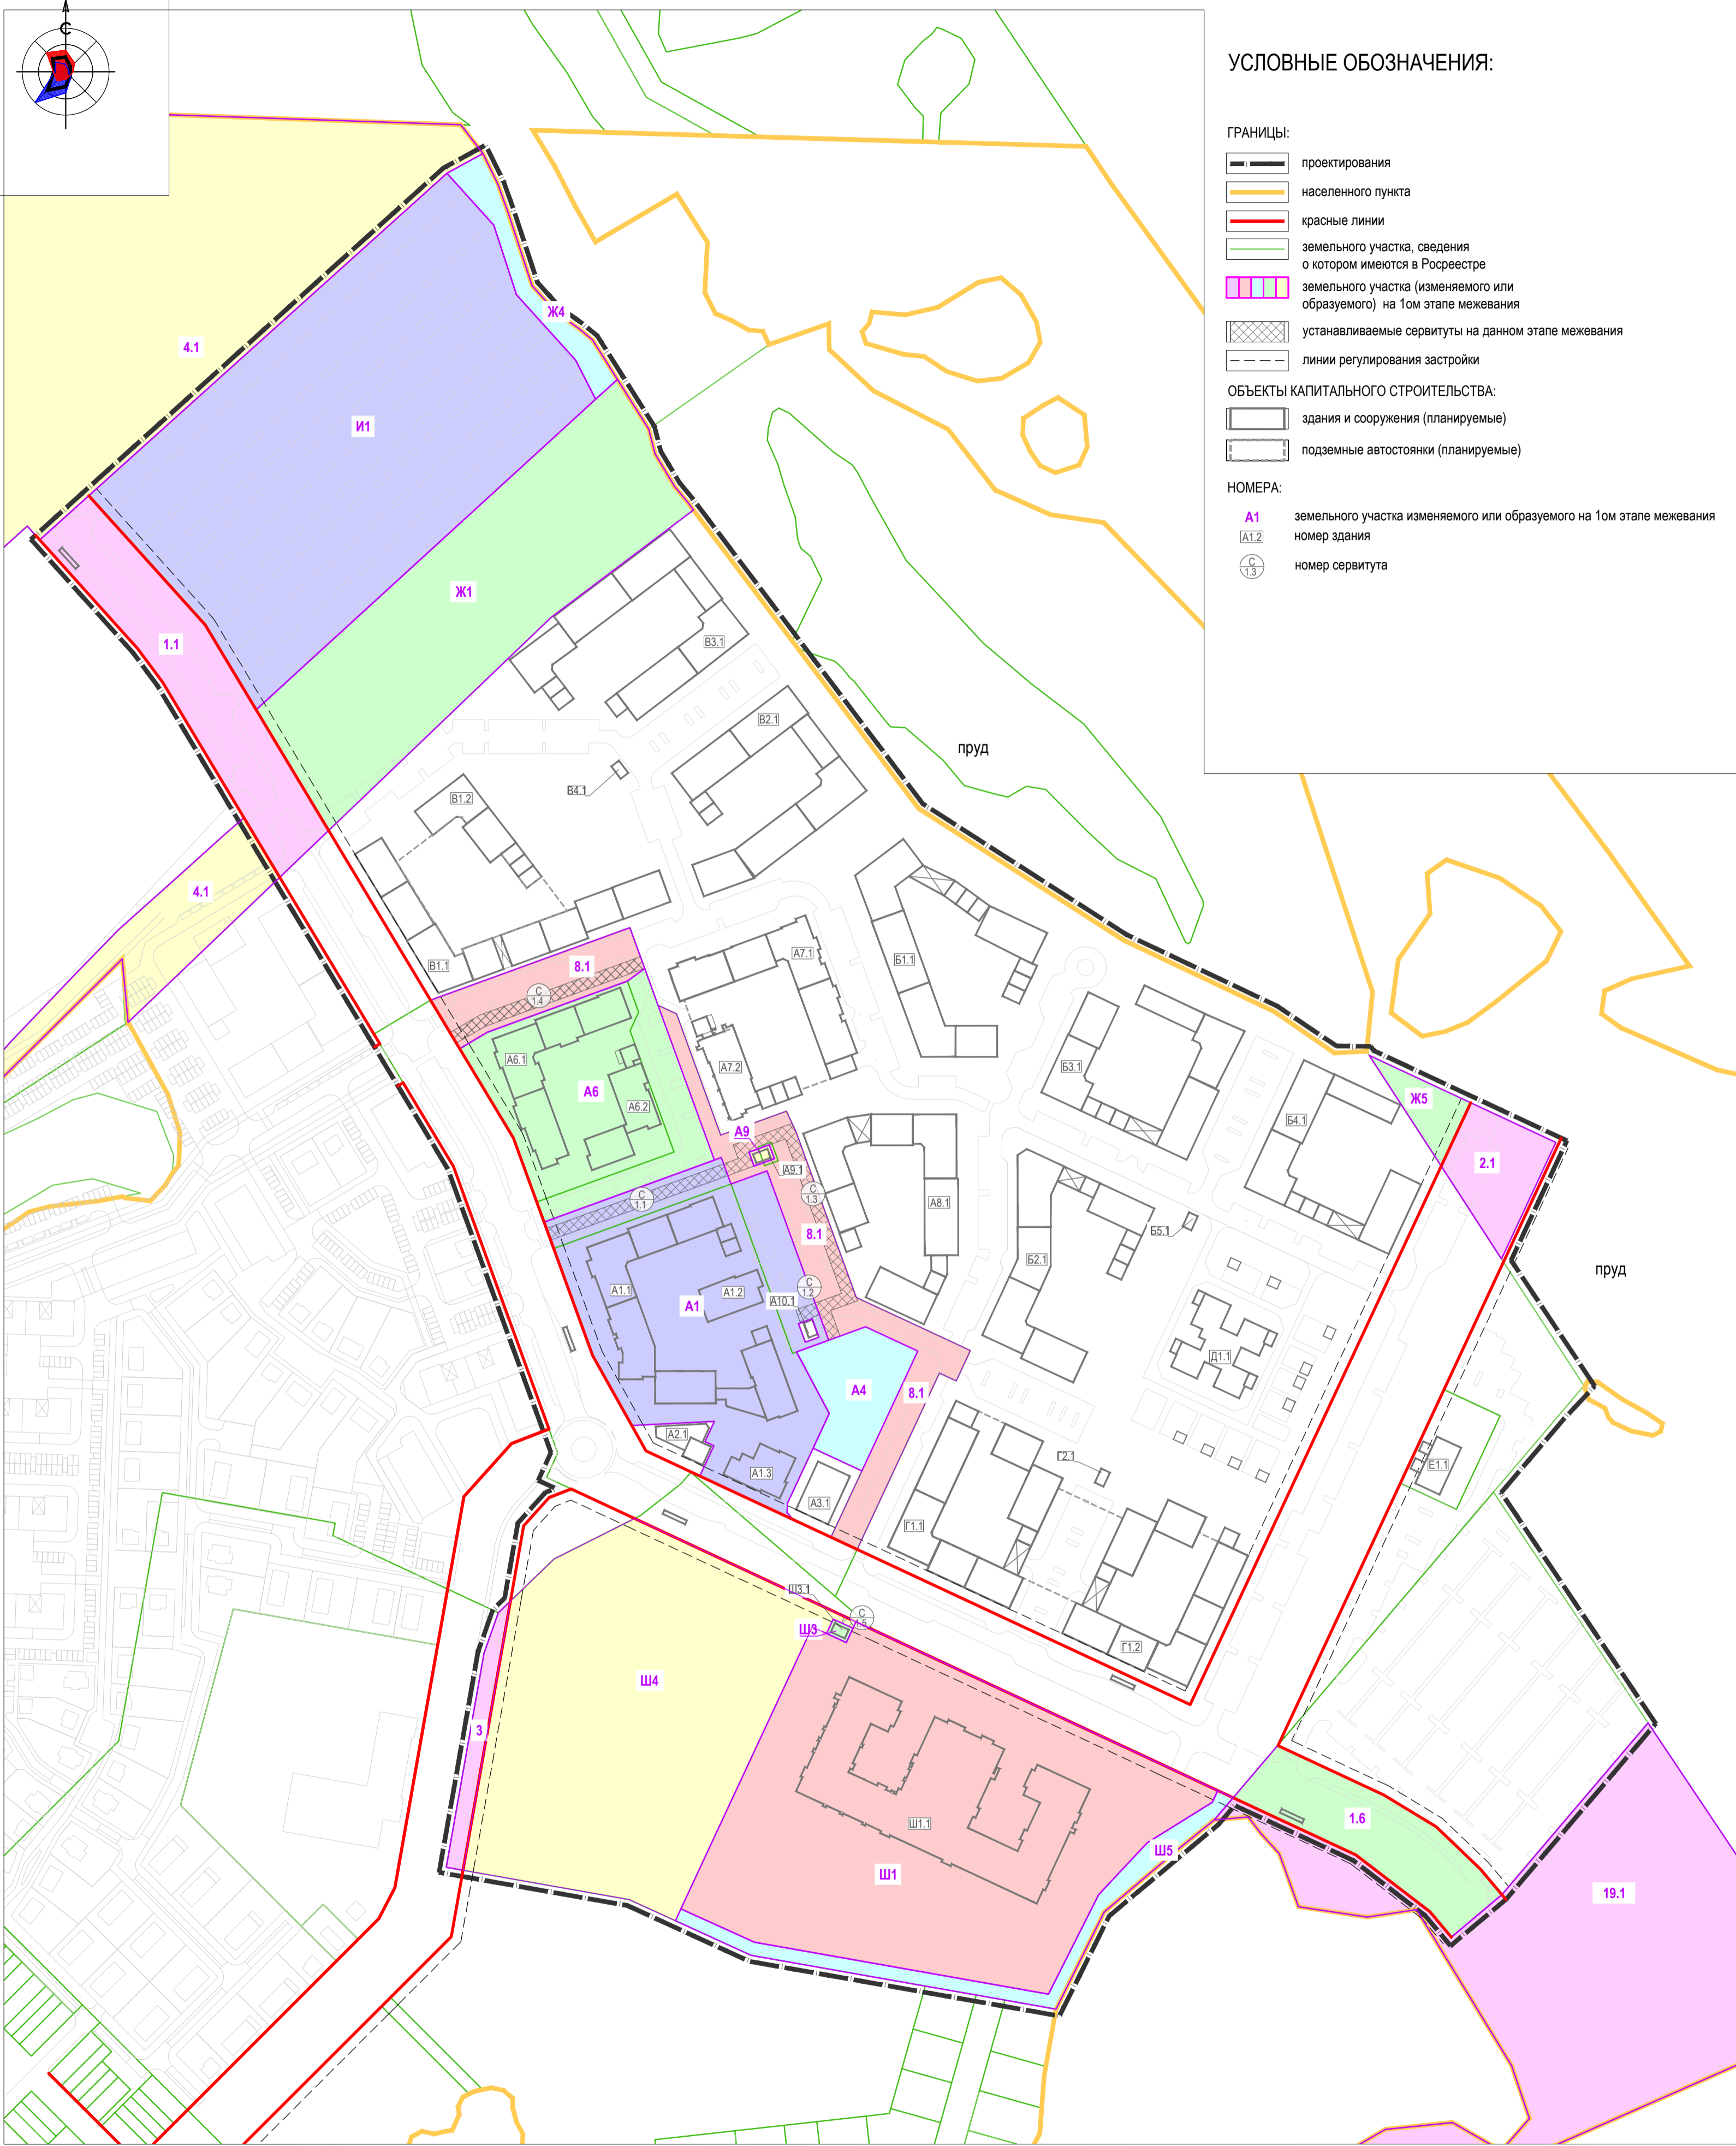 С
УСЛОВНЫЕ ОБОЗНАЧЕНИЯ:
ГРАНИЦЫ:
проектирования
населенного пункта
красные линии
земельного участка, сведения
о котором имеются в Росреестре
земельного участка (изменяемого или
образуемого) на 1ом этапе межевания
устанавливаемые сервитуты на данном этапе межевания
линии регулирования застройки
ОБЪЕКТЫ КАПИТАЛЬНОГО СТРОИТЕЛЬСТВА:
здания и сооружения (планируемые)
подземные автостоянки (планируемые)
НОМЕРА:
А1 земельного участка изменяемого или образуемого на 1ом этапе межевания
А1.2 номер здания
С
1.3
номер сервитута
Ж4
4.1
И1
Ж1
1.1
В3.1
В2.1
пруд
В4.1
В1.2
4.1
В1.1
8.1
С
1.4
А7.1
Б1.1
А6.1
А7.2
Б3.1
А6
А6.2
Ж5
Б4.1
А9
А9.1
2.1
С
1.1
С
1.3
А8.1
8.1
Б5.1
Б2.1
пруд
С
1.2
А1.1
А1.2
А10.1
А1
Д1.1
А4
8.1
А2.1
А1.3
Г2.1
Е1.1
А3.1
Г1.1
Ш3.1
С
1.5
Ш3
Г1.2
Ш4
3
1.6
Ш1.1
Ш5
Ш1
19.1